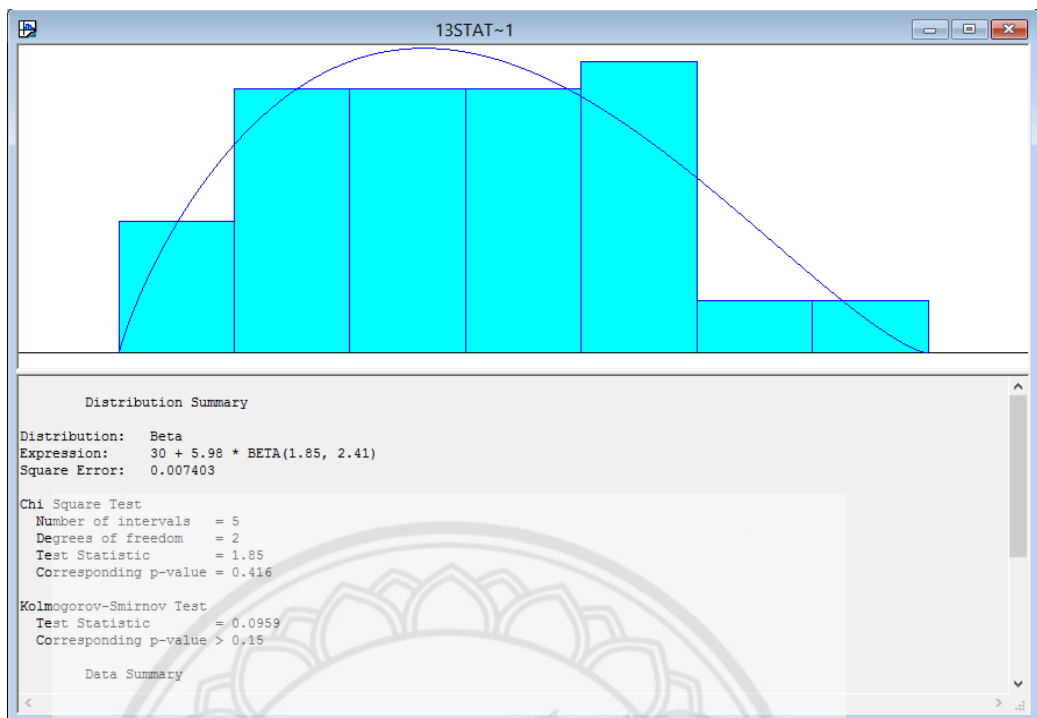 13STAT~1
Distribution Summary
Distribution: Beta
Expression: 30 + 5.98 * BETA(1.85, 2.41)
Square Error: 0.007403
Chi Square Test
Number of intervals = 5
Degrees of freedom = 2
Test Statistic = 1.85
Corresponding p-value = 0.416
Kolmogorov-Smirnov Test
Test Statistic = 0.0959
Corresponding p-value > 0.15
Data Summary